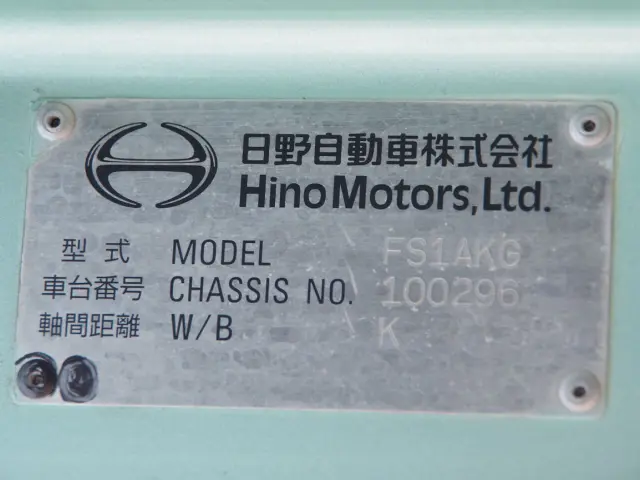 日野自動車株式会社
Hino Motors, Ltd.
型式 MODEL FS1AKG
車台番号 CHASSIS NO. 100296
軸間距離 W/B K